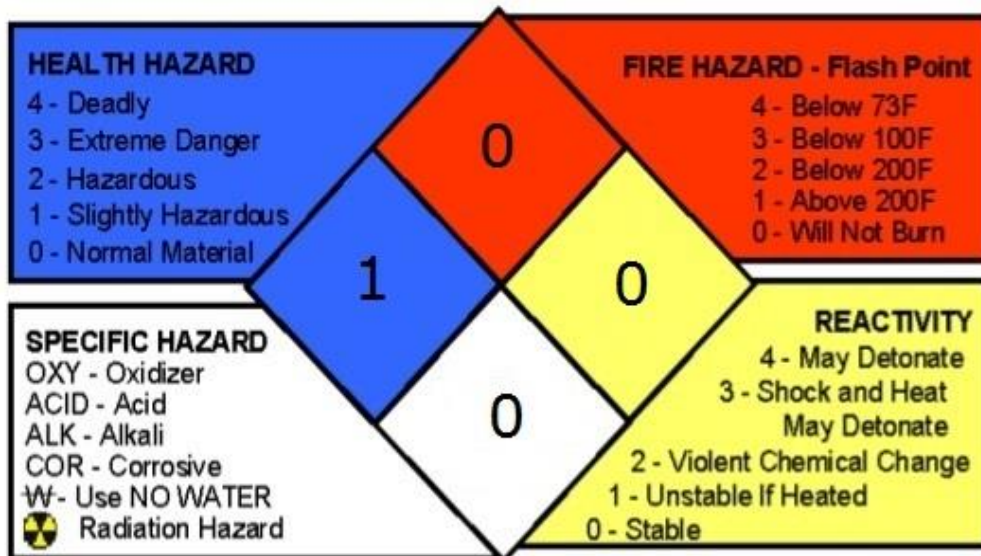 HEALTH HAZARD
4 - Deadly
3 - Extreme Danger
2 - Hazardous
1 - Slightly Hazardous
0 - Normal Material
FIRE HAZARD - Flash Point
4 - Below 73F
3 - Below 100F
2 - Below 200F
1 - Above 200F
0 - Will Not Burn
0
1
0
0
SPECIFIC HAZARD
OXY - Oxidizer
ACID - Acid
ALK - Alkali
COR - Corrosive
W - Use NO WATER
Radiation Hazard
REACTIVITY
4 - May Detonate
3 - Shock and Heat
May Detonate
2 - Violent Chemical Change
1 - Unstable If Heated
0 - Stable